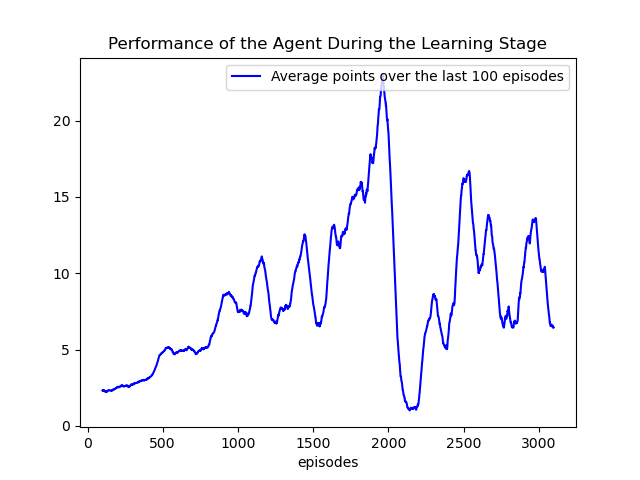 Performance of the Agent During the Learning Stage
Average points over the last 100 episodes
20
15
10
5
0
0 500 1000 1500 2000 2500 3000
episodes